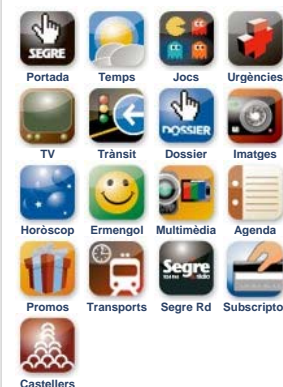 SEGRE
Portada Temps Jocs Urgències
DOSSIER
TV Trànsit Dossier Imatges
Horòscop Ermengol Multimèdia Agenda
Segre
Promos Transports Segre Rd Subscripto
Castellers